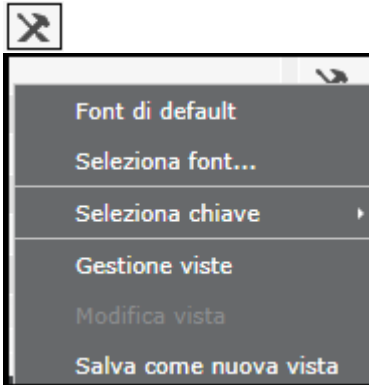 Font di default
Seleziona font...
Seleziona chiave
Gestione viste
Modifica vista
Salva come nuova vista